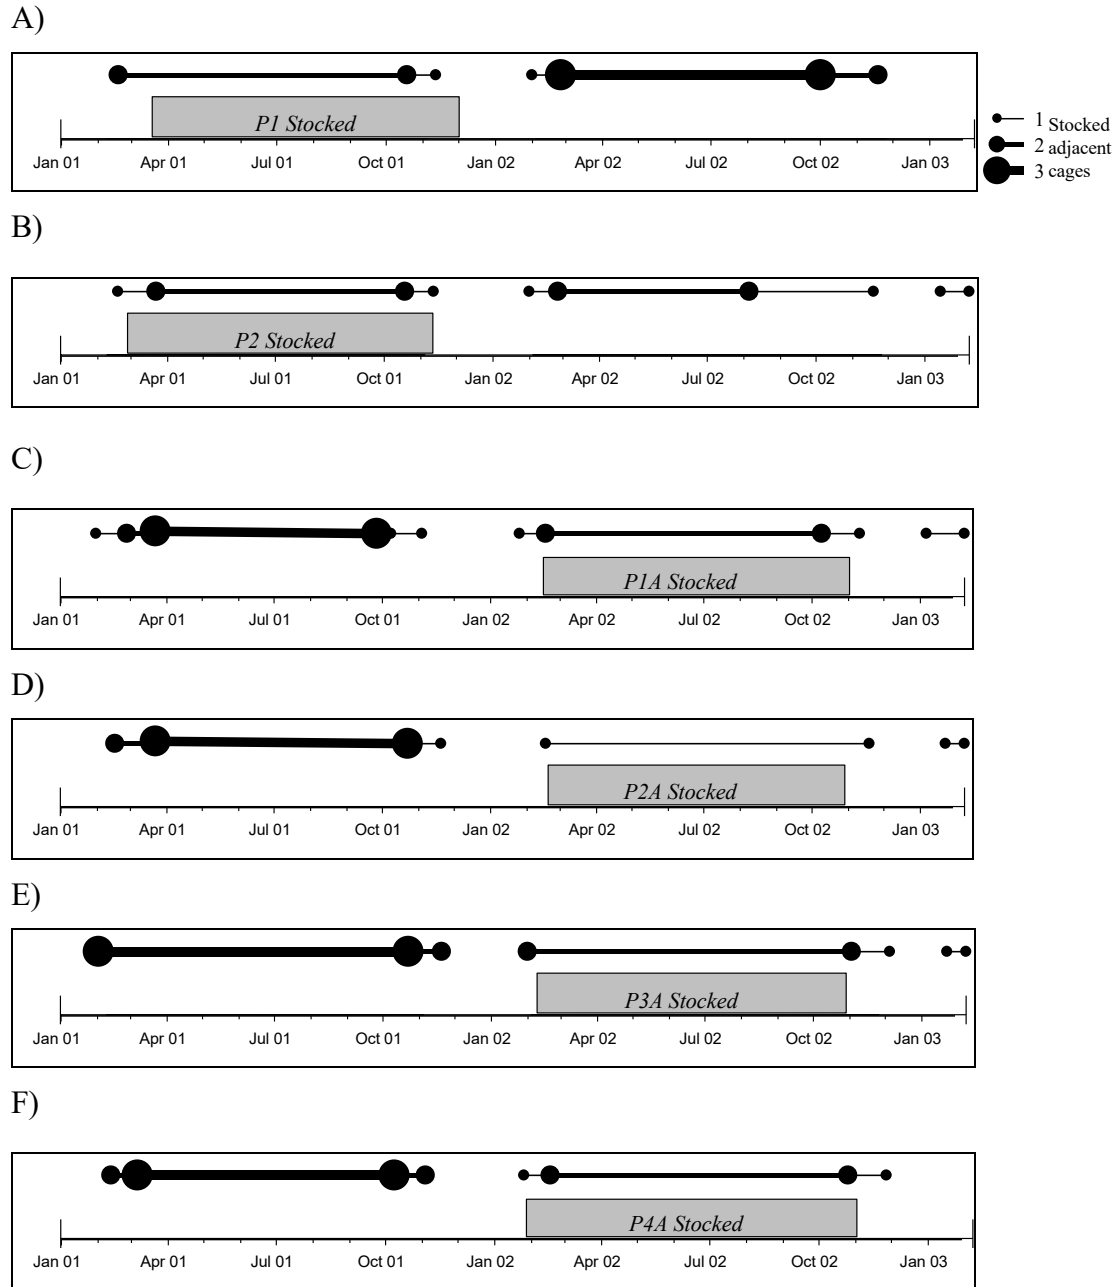 A)
P1 Stocked
Jan 01 Apr 01 Jul 01 Oct 01 Jan 02 Apr 02 Jul 02 Oct 02 Jan 03
1 Stocked
2 adjacent
3 cages
B)
P2 Stocked
Jan 01 Apr 01 Jul 01 Oct 01 Jan 02 Apr 02 Jul 02 Oct 02 Jan 03
C)
P1A Stocked
Jan 01 Apr 01 Jul 01 Oct 01 Jan 02 Apr 02 Jul 02 Oct 02 Jan 03
D)
P2A Stocked
Jan 01 Apr 01 Jul 01 Oct 01 Jan 02 Apr 02 Jul 02 Oct 02 Jan 03
E)
P3A Stocked
Jan 01 Apr 01 Jul 01 Oct 01 Jan 02 Apr 02 Jul 02 Oct 02 Jan 03
F)
P4A Stocked
Jan 01 Apr 01 Jul 01 Oct 01 Jan 02 Apr 02 Jul 02 Oct 02 Jan 03